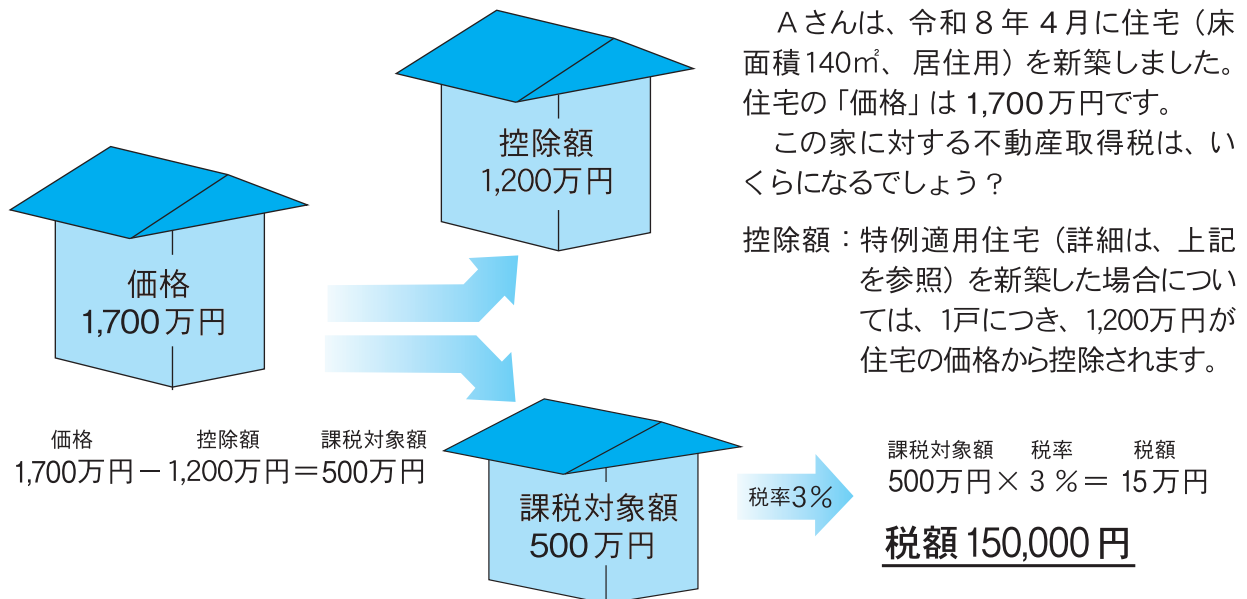 Aさんは、令和8年4月に住宅（床
面積140㎡、居住用）を新築しました。
住宅の「価格」は1,700万円です。
この家に対する不動産取得税は、い
くらになるでしょう？
控除額：特例適用住宅（詳細は、上記
を参照）を新築した場合につい
ては、1戸につき、1,200万円が
住宅の価格から控除されます。
控除額
1,200万円
価格
1,700万円
価格 控除額 課税対象額
1,700万円－1,200万円＝500万円
課税対象額
500万円
税率3％
課税対象額 税率 税額
500万円×3％＝15万円
税額150,000円